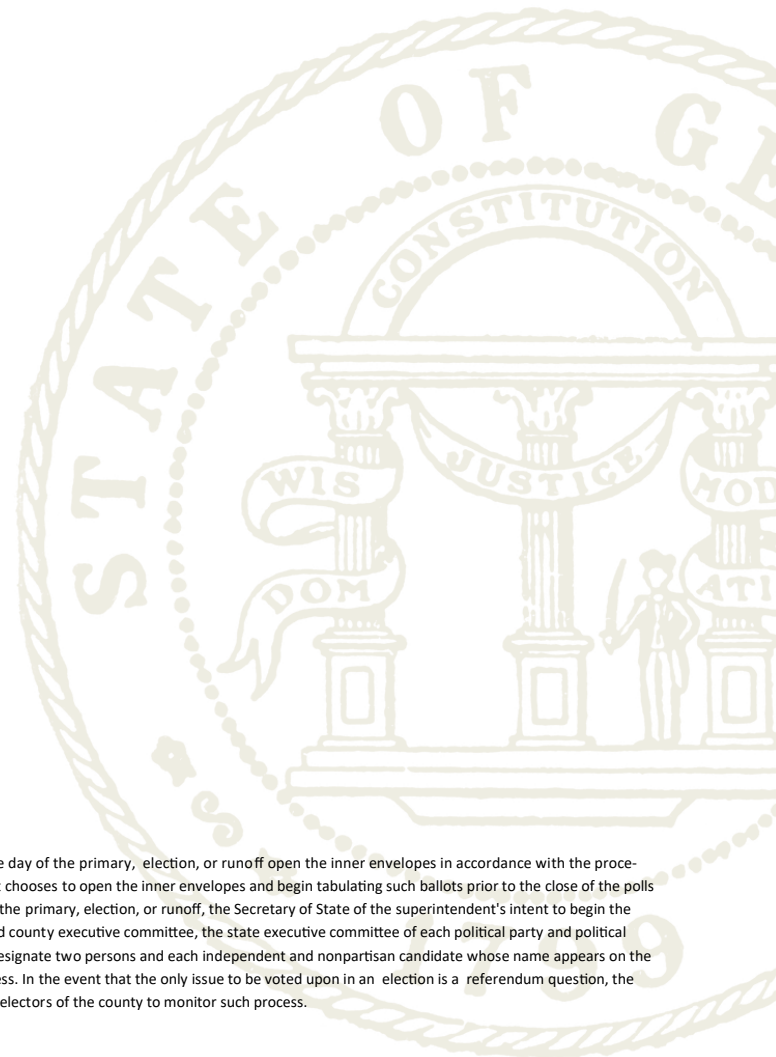 STATE OF GE
CONSTITUTION
JUSTICE
WIS
DOM
MOD
ATI
S
1799
e day of the primary, election, or runoff open the inner envelopes in accordance with the proce-
chooses to open the inner envelopes and begin tabulating such ballots prior to the close of the polls
the primary, election, or runoff, the Secretary of State of the superintendent's intent to begin the
d county executive committee, the state executive committee of each political party and political
esignate two persons and each independent and nonpartisan candidate whose name appears on the
ess. In the event that the only issue to be voted upon in an election is a referendum question, the
electors of the county to monitor such process.